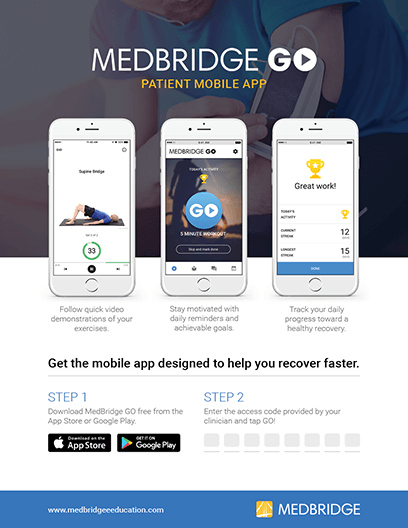 MEDBRIDGE GO
PATIENT MOBILE APP
Supine Bridge
33
MEDBRIDGE GO
TODAY'S ACTIVITY
GO
5 MINUTE WORKOUT
Skip and mark done
Great work!
TODAY'S
ACTIVITY
CURRENT
STREAK
12
DAYS
LONGEST
STREAK
15
DAYS
DONE
Follow quick video
demonstrations of your
exercises.
Stay motivated with
daily reminders and
achievable goals.
Track your daily
progress toward a
healthy recovery.
Get the mobile app designed to help you recover faster.
STEP 1
Download MedBridge GO free from the
App Store or Google Play.
Download on the
App Store
GET IT ON
Google Play
STEP 2
Enter the access code provided by your
clinician and tap GO!
www.medbridgeeducation.com
MEDBRIDGE